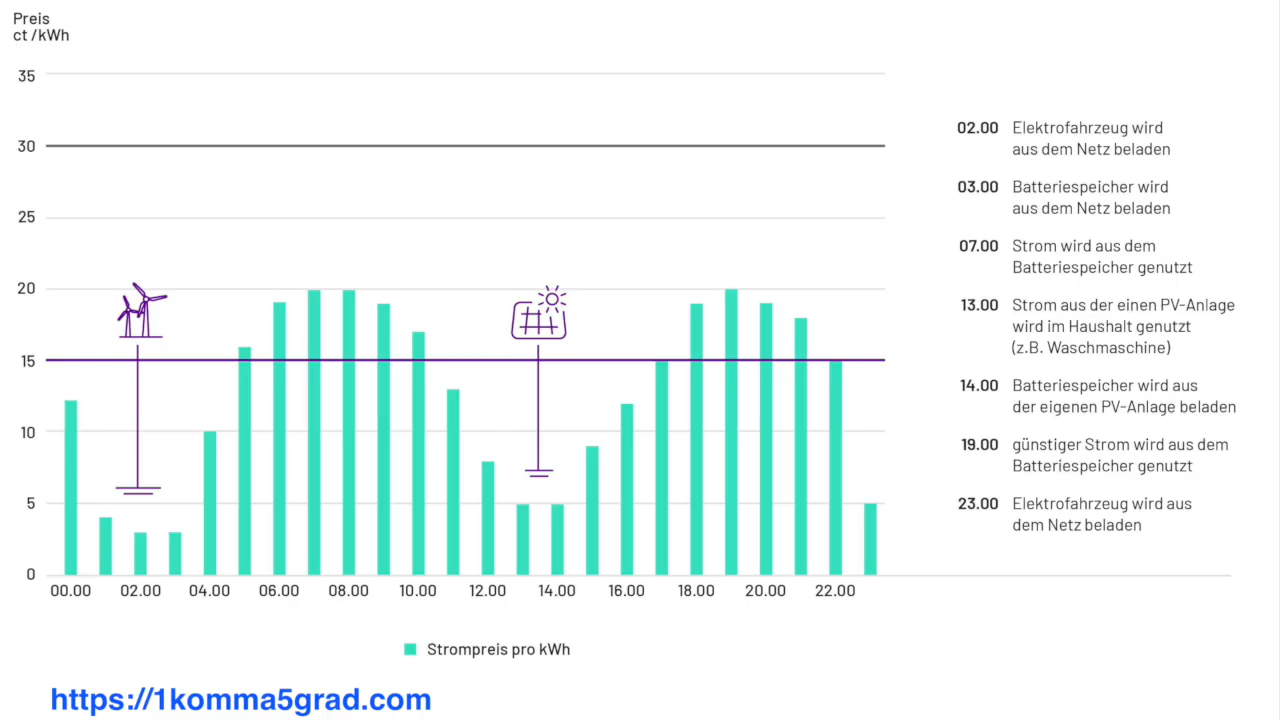 Preis
ct /kWh
35
30
25
20
15
10
5
0
00.00 02.00 04.00 06.00 08.00 10.00 12.00 14.00 16.00 18.00 20.00 22.00
Strompreis pro kWh
02.00 Elektrofahrzeug wird
aus dem Netz beladen
03.00 Batteriespeicher wird
aus dem Netz beladen
07.00 Strom wird aus dem
Batteriespeicher genutzt
13.00 Strom aus der einen PV-Anlage
wird im Haushalt genutzt
(z.B. Waschmaschine)
14.00 Batteriespeicher wird aus
der eigenen PV-Anlage beladen
19.00 günstiger Strom wird aus dem
Batteriespeicher genutzt
23.00 Elektrofahrzeug wird aus
dem Netz beladen
https://1komma5grad.com